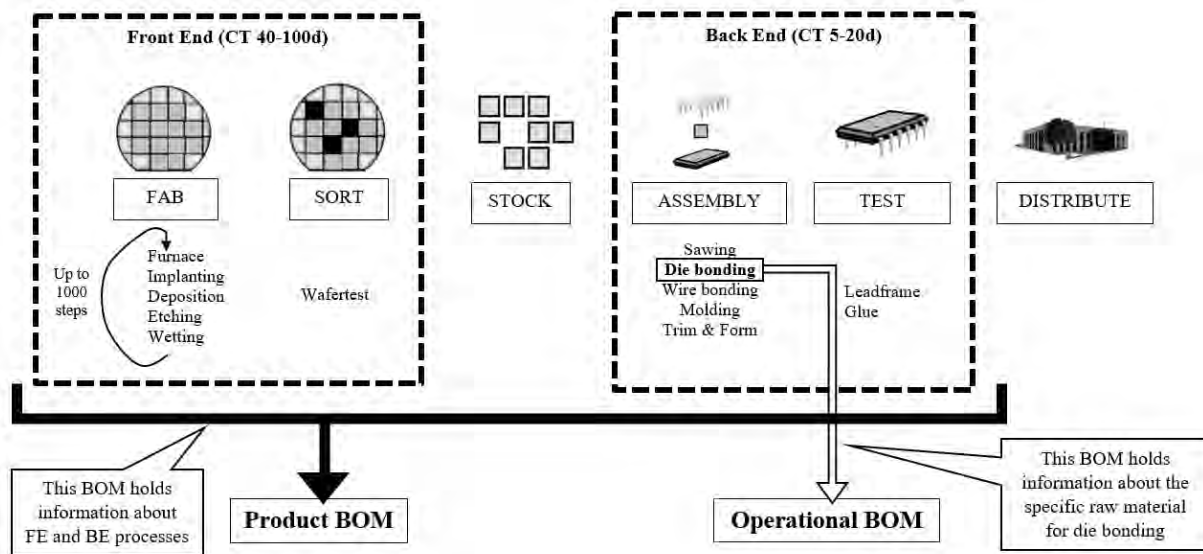 Front End (CT 40-100d)
Back End (CT 5-20d)
FAB
SORT
STOCK
ASSEMBLY
TEST
DISTRIBUTE
Up to
1000
steps
Furnace
Implanting
Deposition
Etching
Wetting
Wafertest
Sawing
Die bonding
Wire bonding
Molding
Trim & Form
Leadframe
Glue
This BOM holds
information about
FE and BE processes
Product BOM
Operational BOM
This BOM holds
information about the
specific raw material
for die bonding